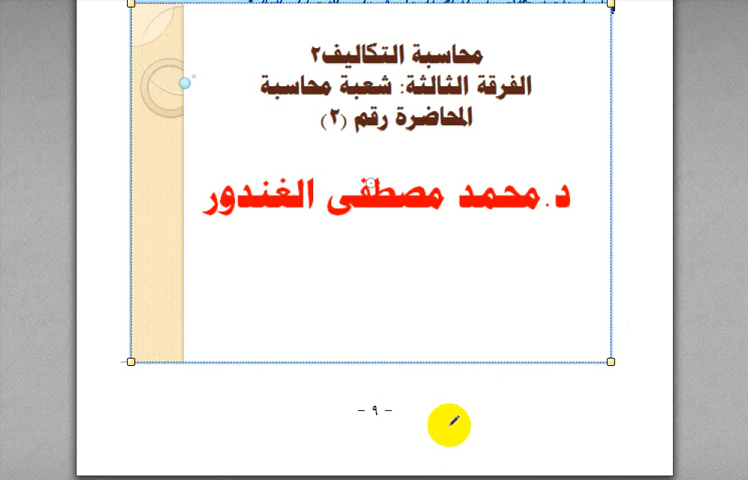 محاسبة التكاليف٢
الفرقة الثالثة: شعبة محاسبة
المحاضرة رقم (٢)
د.محمد مصطفى الغندور
- ٩ -